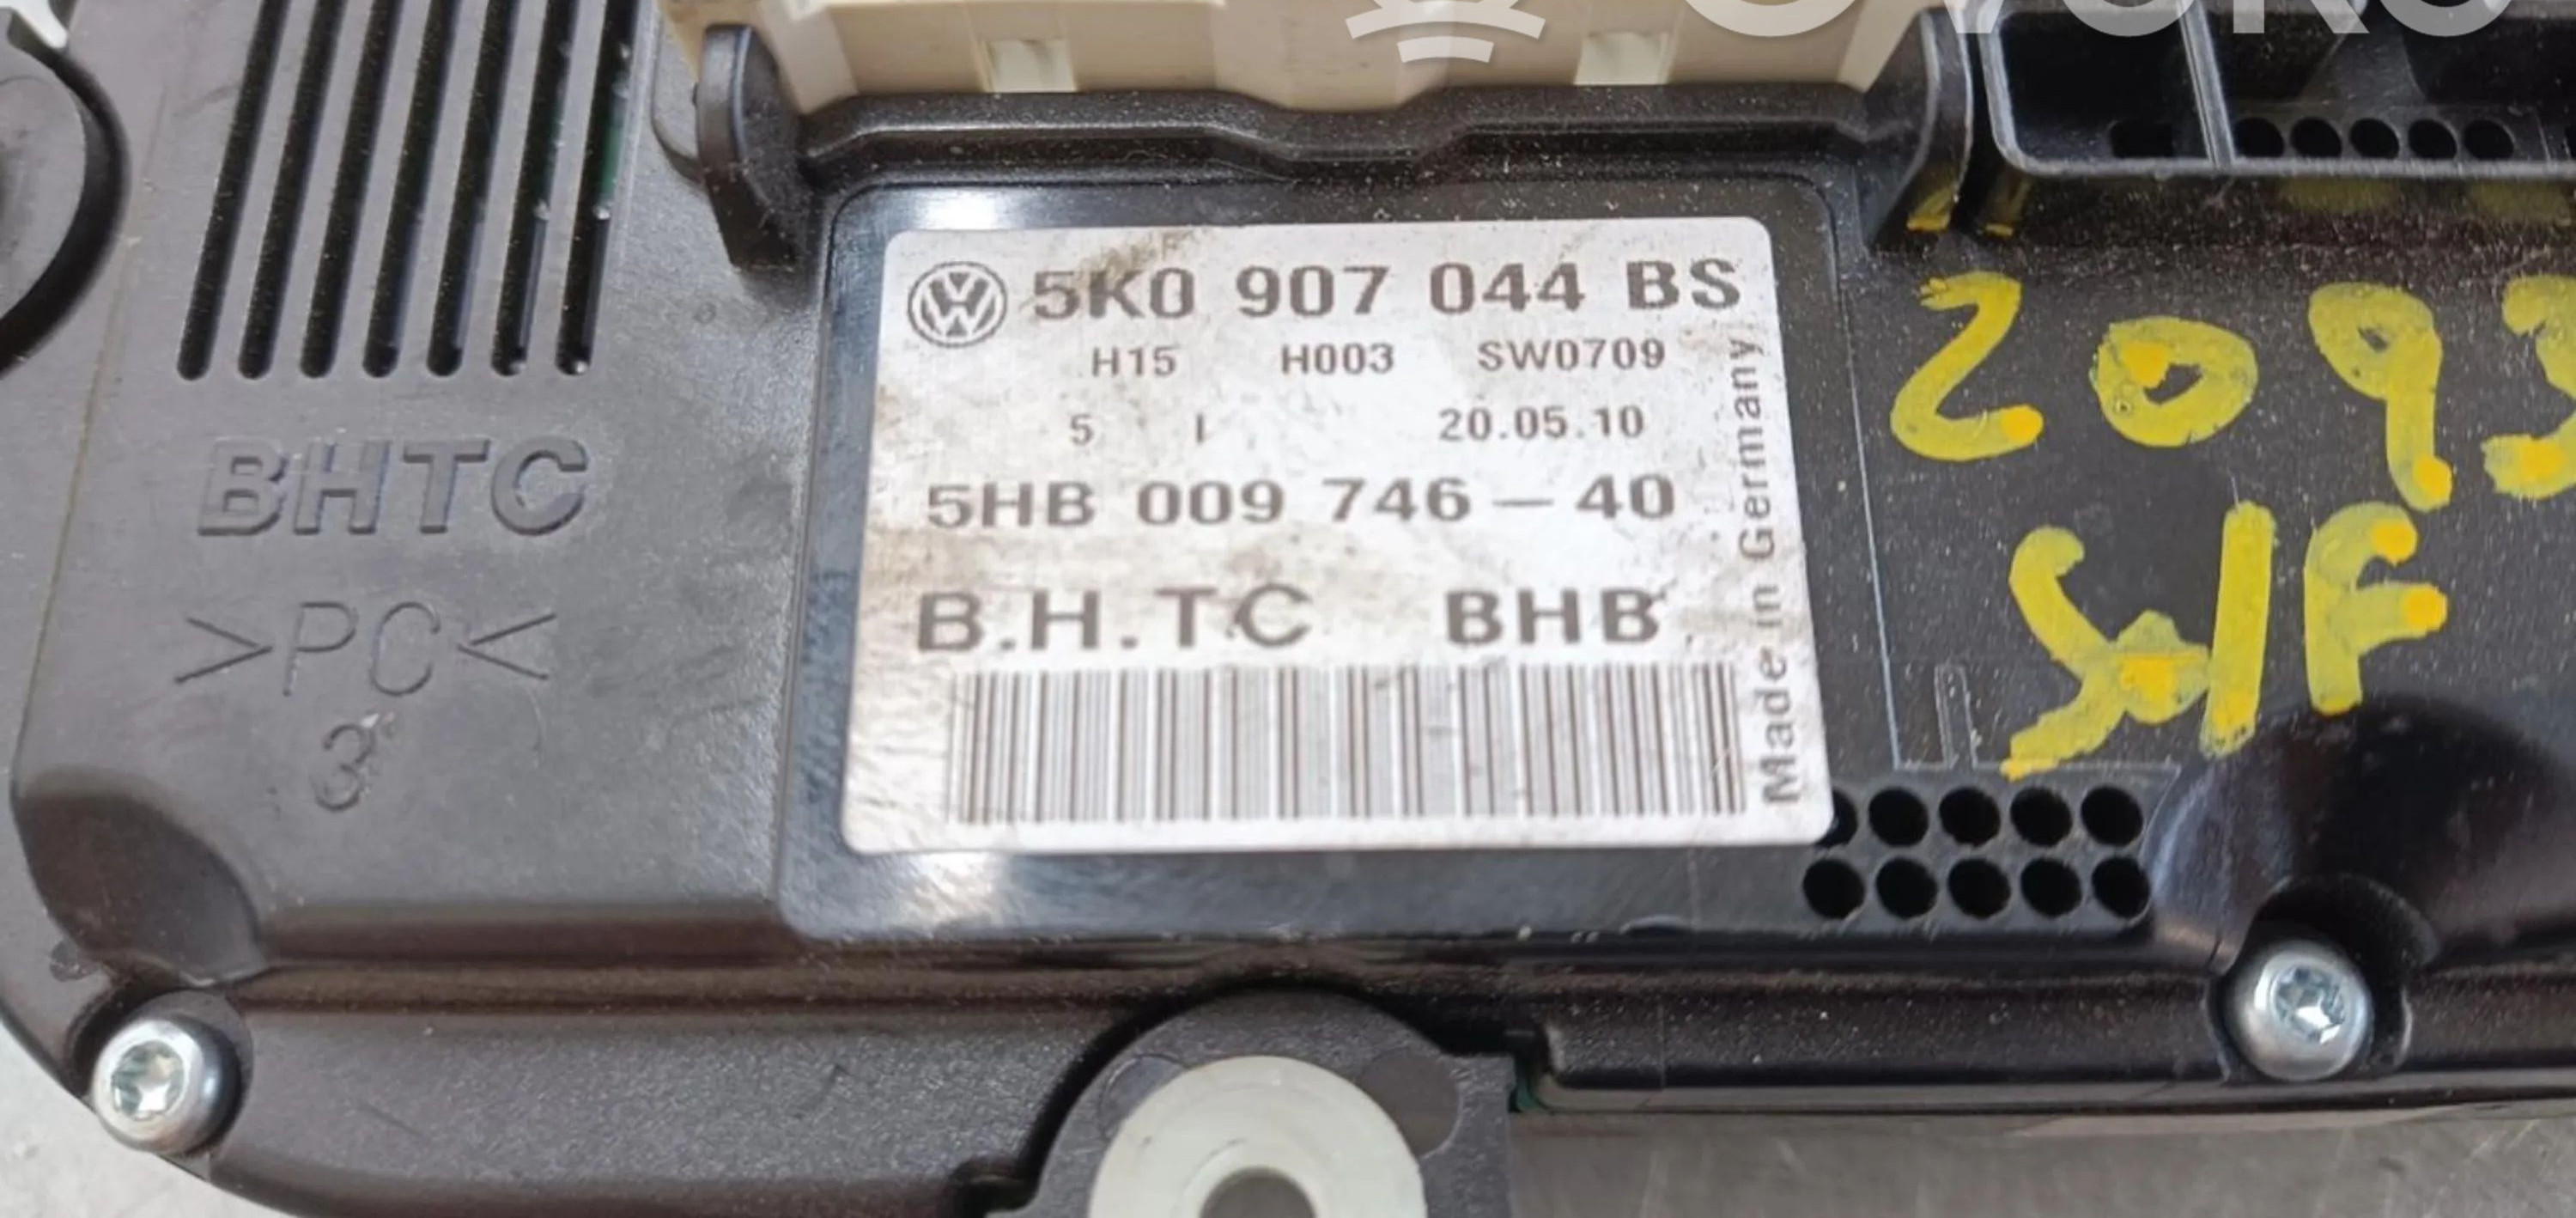 5K0 907 044 BS
H15 H003 SW0709
5 I 20.05.10
5HB 009 746 – 40
B.H.TC BHB
Made in Germany
BHTC
>PC<
3
2093